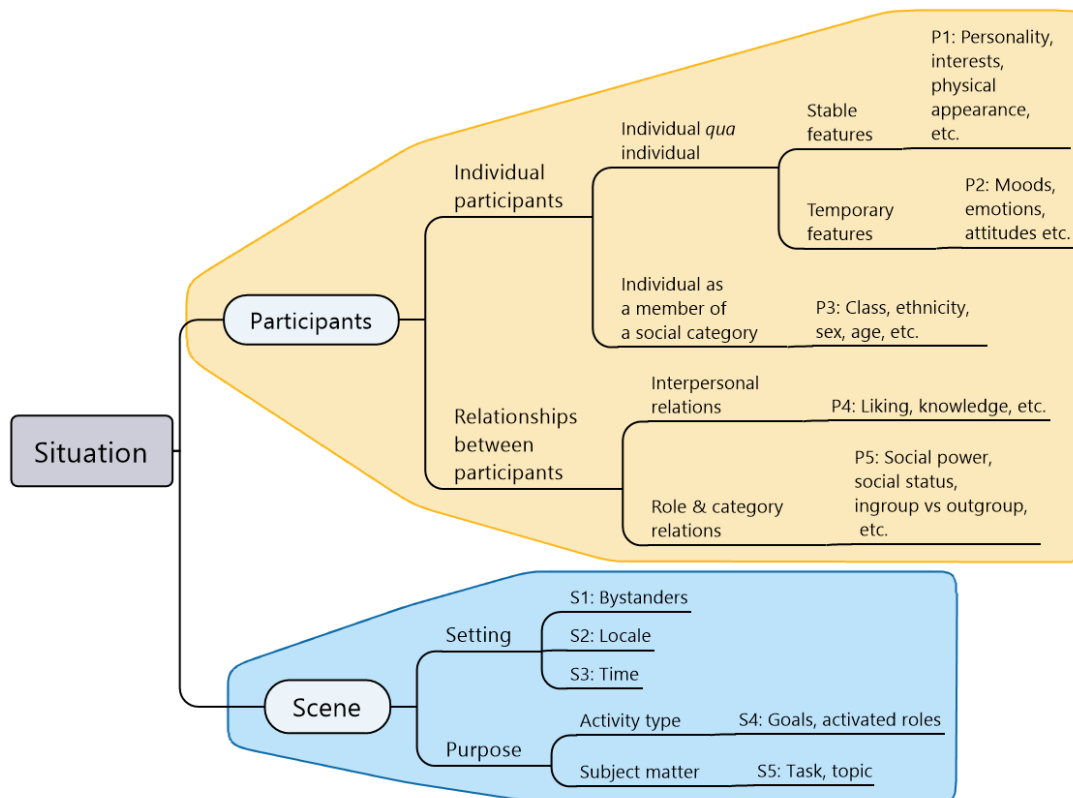 Situation
Participants
Individual
participants
Individual qua
individual
Stable
features
P1: Personality,
interests,
physical
appearance,
etc.
Temporary
features
P2: Moods,
emotions,
attitudes etc.
Individual as
a member of
a social category
P3: Class, ethnicity,
sex, age, etc.
Relationships
between
participants
Interpersonal
relations
P4: Liking, knowledge, etc.
Role & category
relations
P5: Social power,
social status,
ingroup vs outgroup,
etc.
Scene
Setting
S1: Bystanders
S2: Locale
S3: Time
Purpose
Activity type
S4: Goals, activated roles
Subject matter
S5: Task, topic